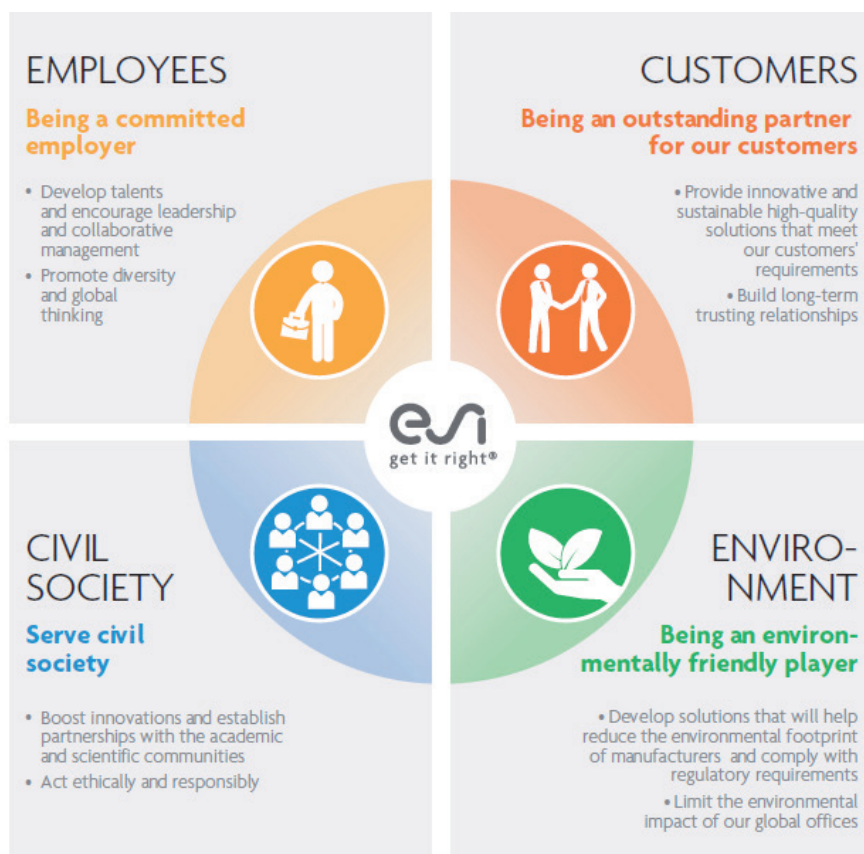 EMPLOYEES
Being a committed
employer
• Develop talents
and encourage leadership
and collaborative
management
• Promote diversity
and global
thinking
CUSTOMERS
Being an outstanding partner
for our customers
• Provide innovative and
sustainable high-quality
solutions that meet
our customers'
requirements
• Build long-term
trusting relationships
esi
get it right®
CIVIL
SOCIETY
Serve civil
society
• Boost innovations and establish
partnerships with the academic
and scientific communities
• Act ethically and responsibly
ENVIRO-
NMENT
Being an environ-
mentally friendly player
• Develop solutions that will help
reduce the environmental footprint
of manufacturers and comply with
regulatory requirements
• Limit the environmental
impact of our global offices